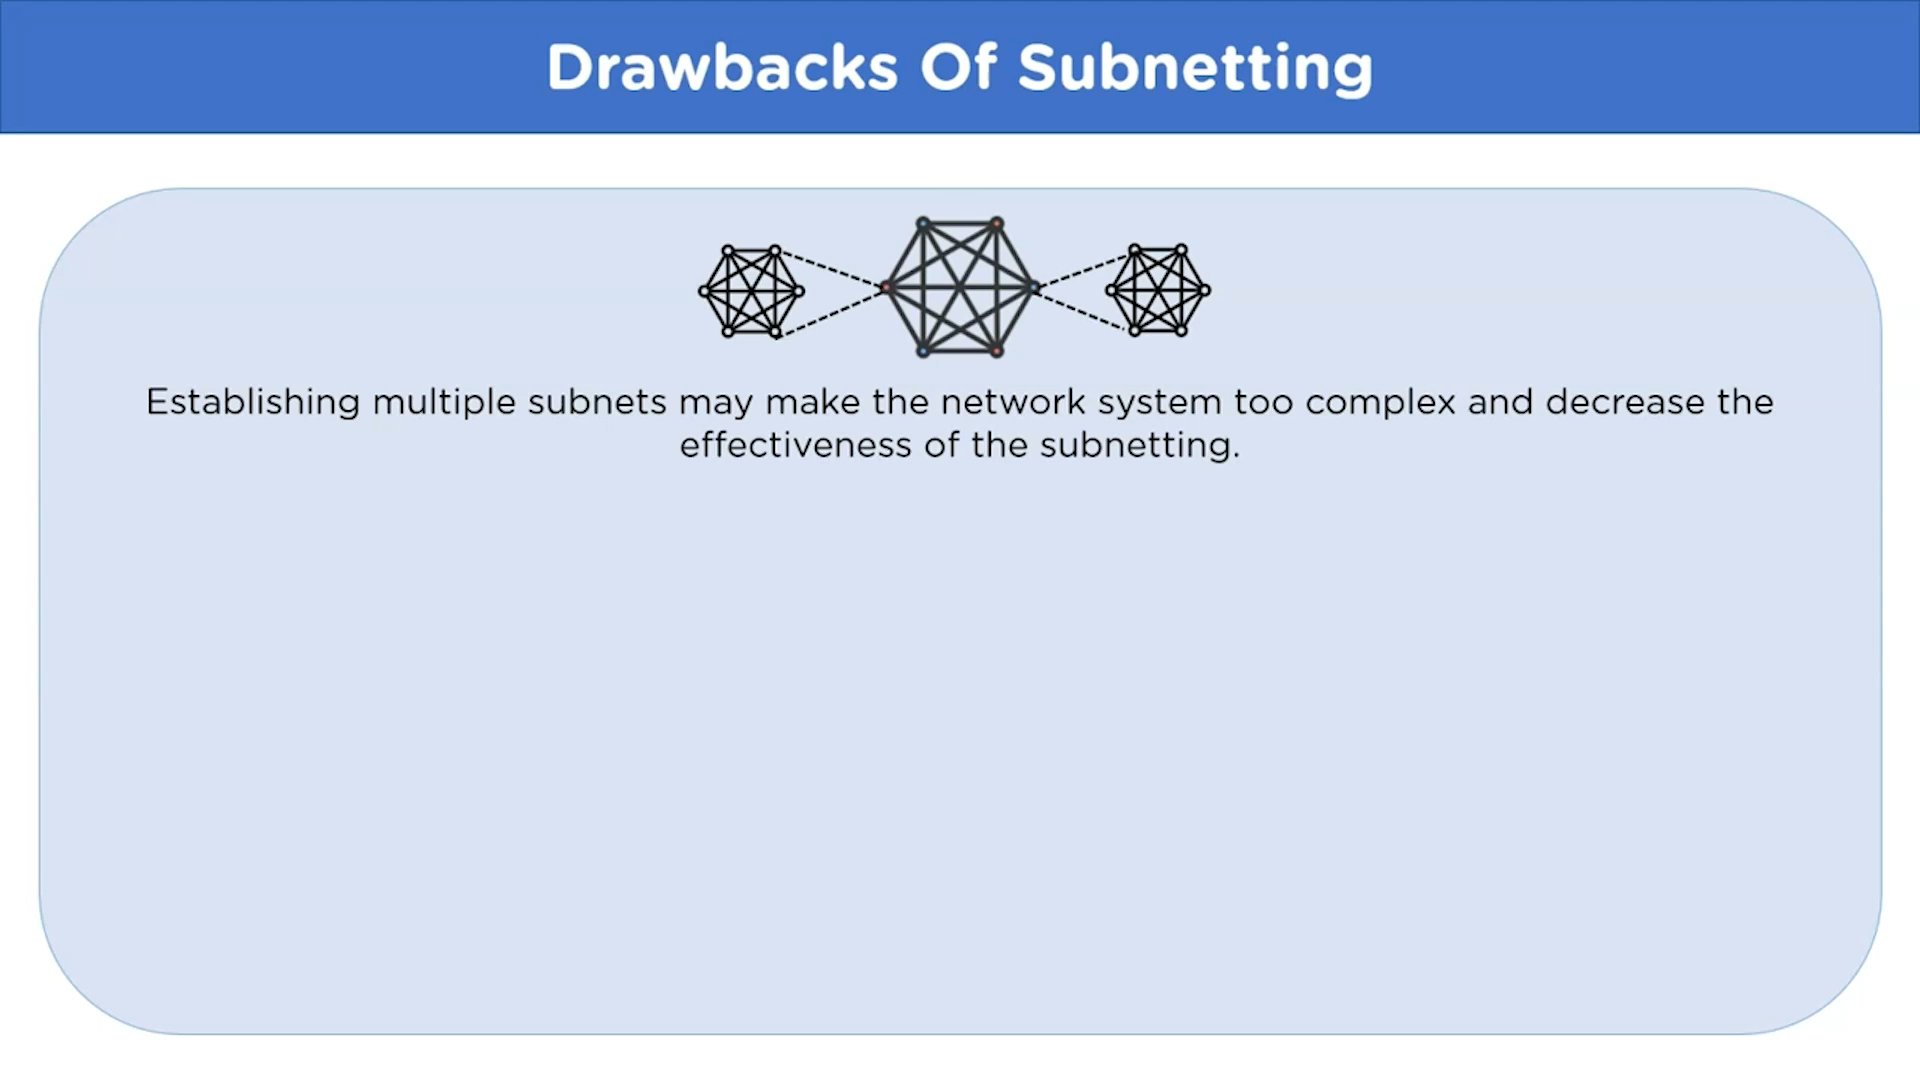 Drawbacks Of Subnetting
Establishing multiple subnets may make the network system too complex and decrease the
effectiveness of the subnetting.